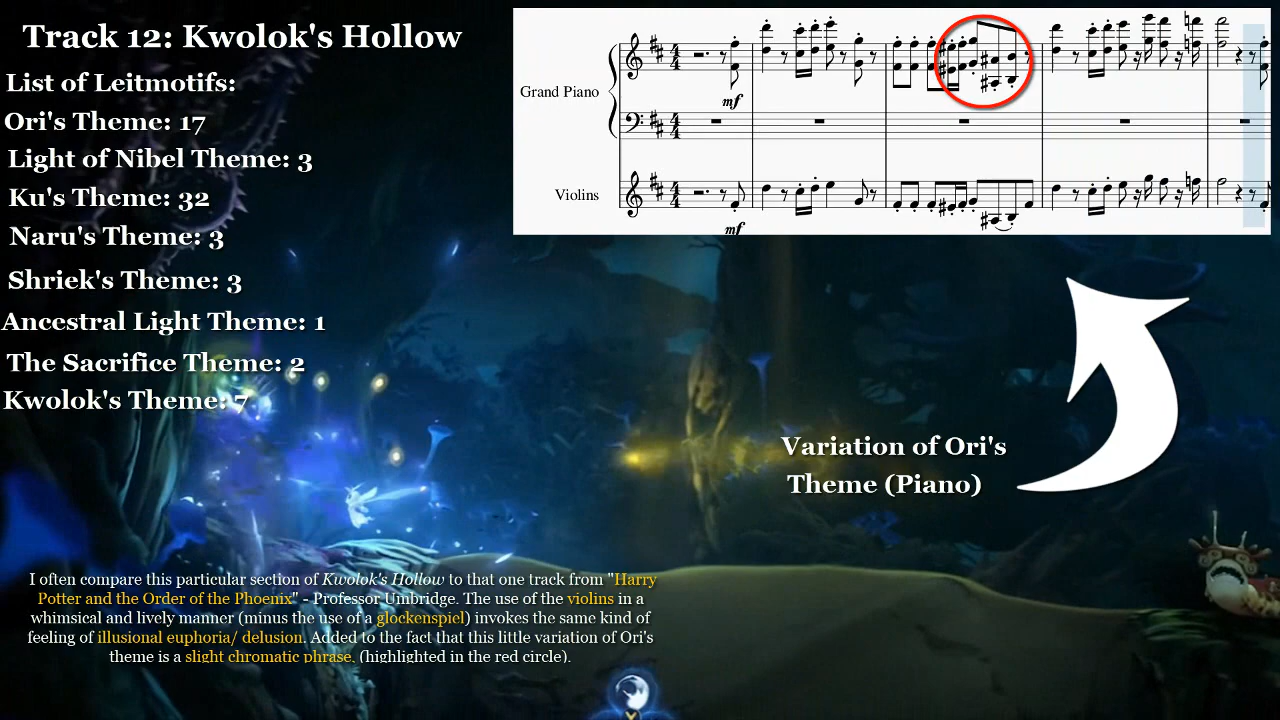 Track 12: Kwolok's Hollow
List of Leitmotifs:
Ori's Theme: 17
Light of Nibel Theme: 3
Ku's Theme: 32
Naru's Theme: 3
Shriek's Theme: 3
Ancestral Light Theme: 1
The Sacrifice Theme: 2
Kwolok's Theme: 7
Grand Piano
mf
Violins
mf
Variation of Ori's
Theme (Piano)
I often compare this particular section of Kwolok's Hollow to that one track from "Harry
Potter and the Order of the Phoenix" - Professor Umbridge. The use of the violins in a
whimsical and lively manner (minus the use of a glockenspiel) invokes the same kind of
feeling of illusional euphoria/ delusion. Added to the fact that this little variation of Ori's
theme is a slight chromatic phrase. (highlighted in the red circle).